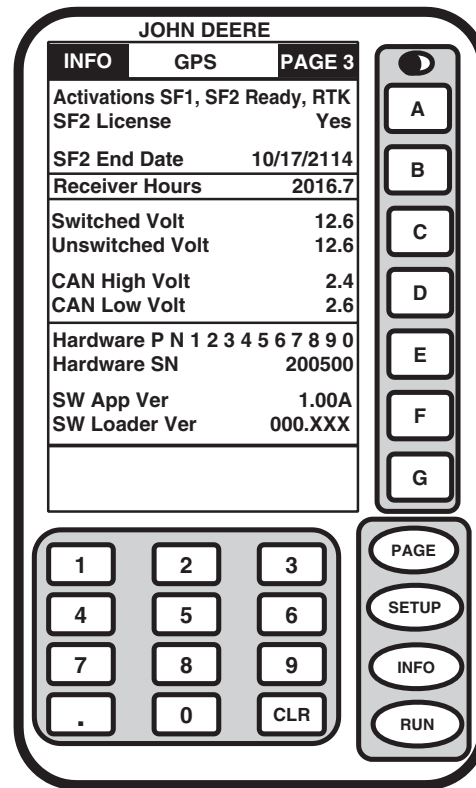 JOHN DEERE
INFO GPS PAGE 3
Activations SF1, SF2 Ready, RTK
SF2 License Yes
SF2 End Date 10/17/2114
Receiver Hours 2016.7
Switched Volt 12.6
Unswitched Volt 12.6
CAN High Volt 2.4
CAN Low Volt 2.6
Hardware P N 1 2 3 4 5 6 7 8 9 0
Hardware SN 200500
SW App Ver 1.00A
SW Loader Ver 000.XXX
A
B
C
D
E
F
G
1 2 3
4 5 6
7 8 9
. 0 CLR
PAGE
SETUP
INFO
RUN